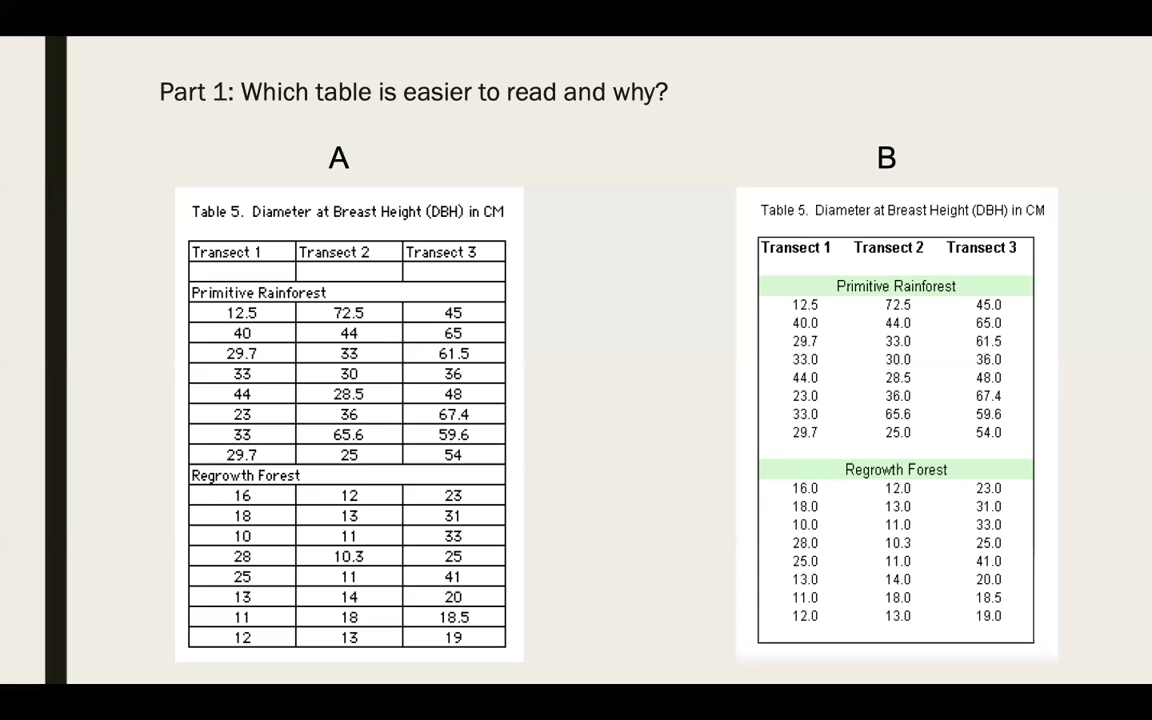 Part 1: Which table is easier to read and why?
A
Table 5. Diameter at Breast Height (DBH) in CM
Transect 1 Transect 2 Transect 3
Primitive Rainforest
12.5 72.5 45
40 44 65
29.7 33 61.5
33 30 36
44 28.5 48
23 36 67.4
33 65.6 59.6
29.7 25 54
Regrowth Forest
16 12 23
18 13 31
10 11 33
28 10.3 25
25 11 41
13 14 20
11 18 18.5
12 13 19
B
Table 5. Diameter at Breast Height (DBH) in CM
Transect 1 Transect 2 Transect 3
Primitive Rainforest
12.5 72.5 45.0
40.0 44.0 65.0
29.7 33.0 61.5
33.0 30.0 36.0
44.0 28.5 48.0
23.0 36.0 67.4
33.0 65.6 59.6
29.7 25.0 54.0
Regrowth Forest
16.0 12.0 23.0
18.0 13.0 31.0
10.0 11.0 33.0
28.0 10.3 25.0
25.0 11.0 41.0
13.0 14.0 20.0
11.0 18.0 18.5
12.0 13.0 19.0